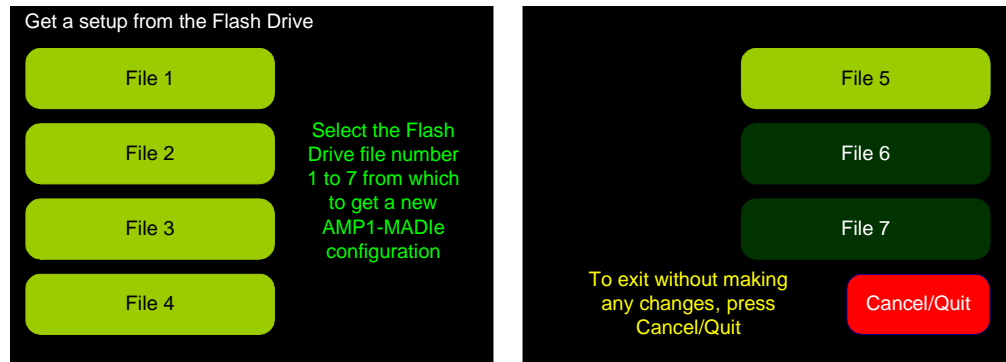 Get a setup from the Flash Drive
File 1
File 2
File 3
File 4
Select the Flash
Drive file number
1 to 7 from which
to get a new
AMP1-MADIe
configuration
File 5
File 6
File 7
To exit without making
any changes, press
Cancel/Quit
Cancel/Quit